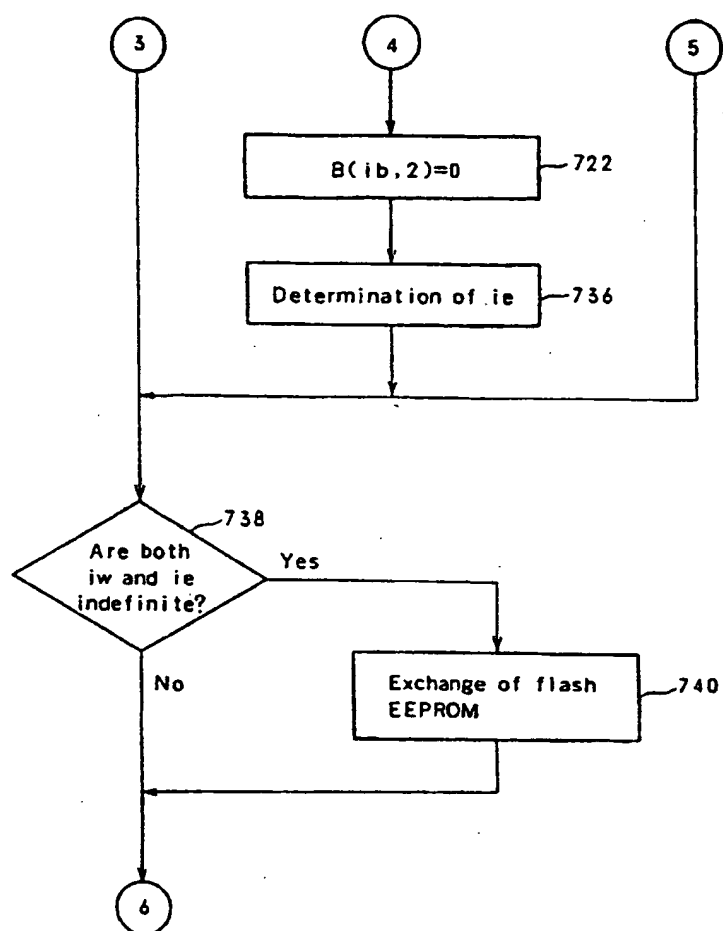 3
4
5
B(ib,2)=0
722
Determination of ie
736
738
Are both
iw and ie
indefinite?
Yes
No
Exchange of flash
EEPROM
740
6